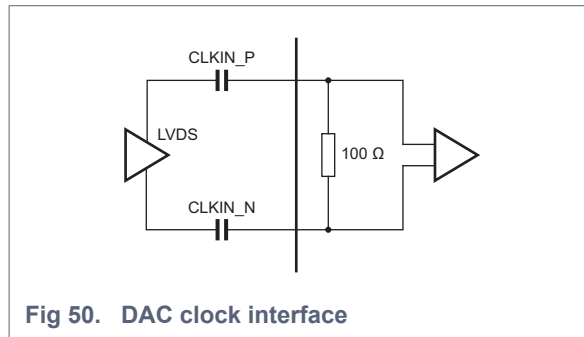 CLKIN_P
LVDS
100 Ω
CLKIN_N
Fig 50. DAC clock interface